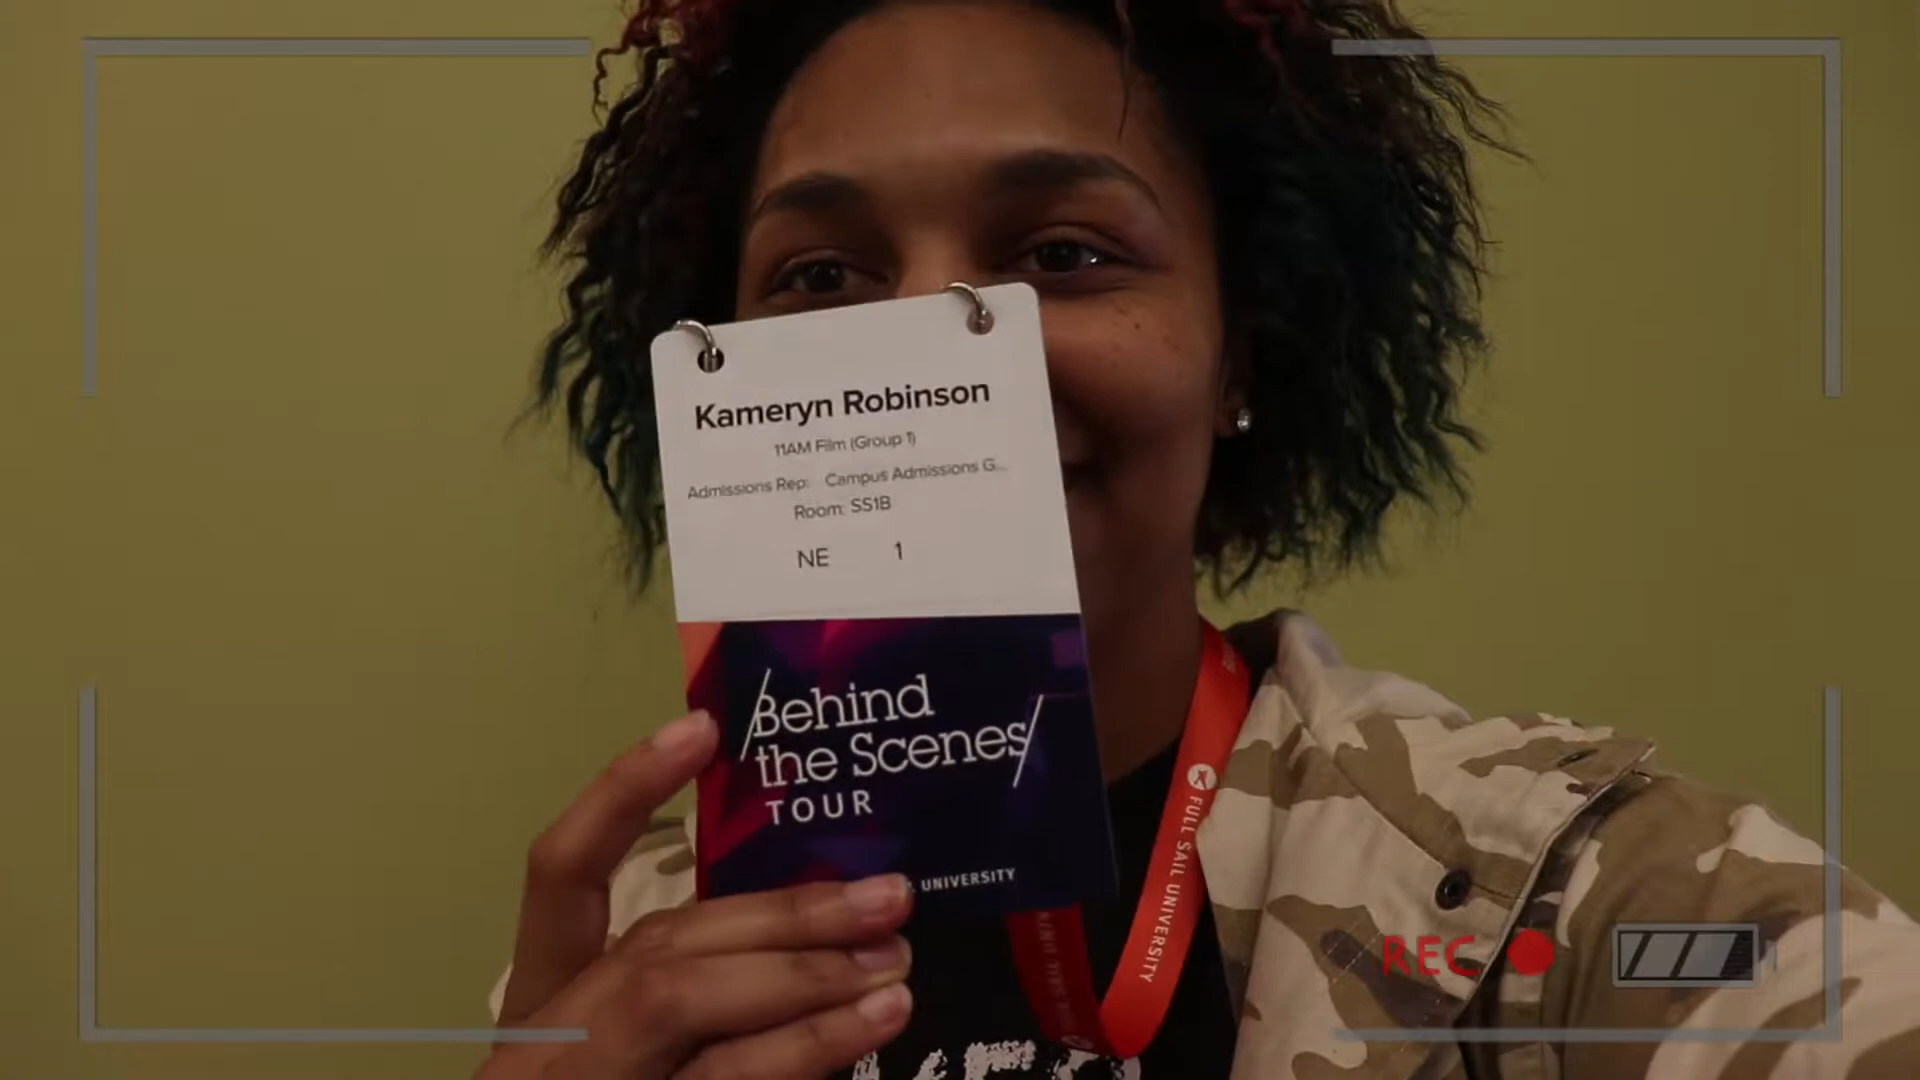 Kameryn Robinson
11AM Film (Group 1)
Admissions Rep: Campus Admissions G...
Room: SS1B
NE 1
Behind
the Scenes
TOUR
UNIVERSITY
FULL SAIL UNIVERSITY
REC